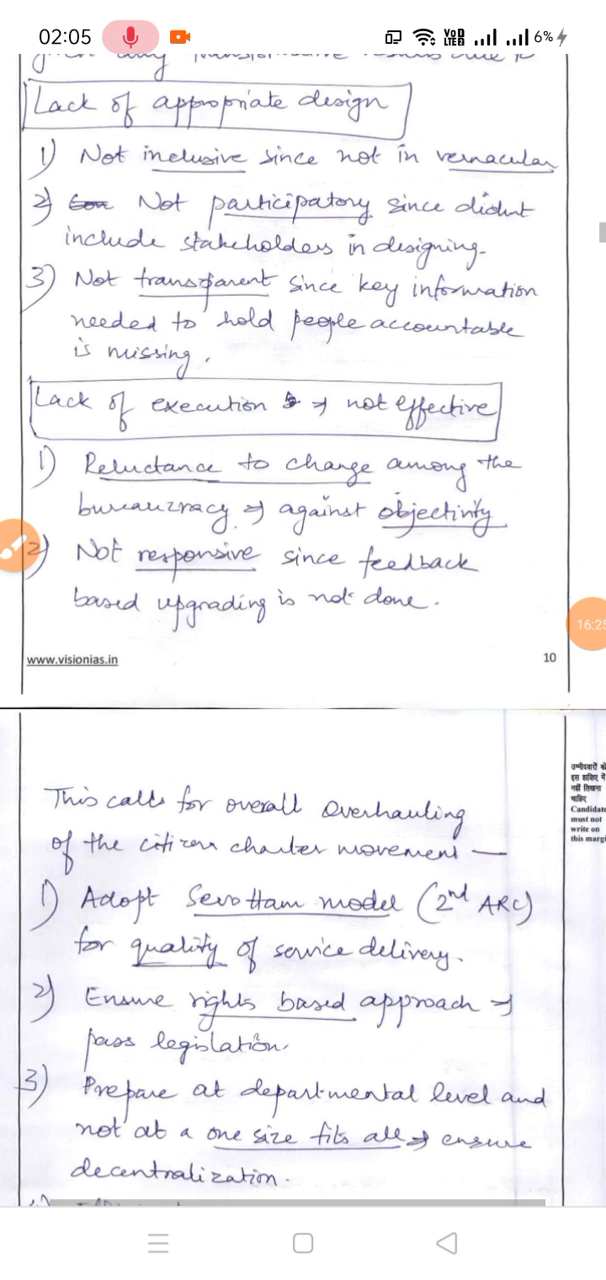 02:05
VoD LTE2 6%
Lack of appropriate design
1) Not inclusive since not in vernacular
2) Not participatory since didnt
include stakeholders in designing.
3) Not transparent since key information
needed to hold people accountable
is missing.
Lack of execution → not effective
1) Reluctance to change among the
bureaucracy → against objectivity
2) Not responsive since feedback
based upgrading is not done.
16:25
www.visionias.in 10
उम्मीदवारों को
इस हाशिए में
नहीं लिखना
चाहिए
Candidate
must not
write on
this margi
This calls for overall overhauling
of the citizen charter movement —
1) Adopt Sevottam model (2nd ARC)
for quality of service delivery.
2) Ensure rights based approach →
pass legislation.
3) Prepare at departmental level and
not at a one size fits all → ensure
decentralization.